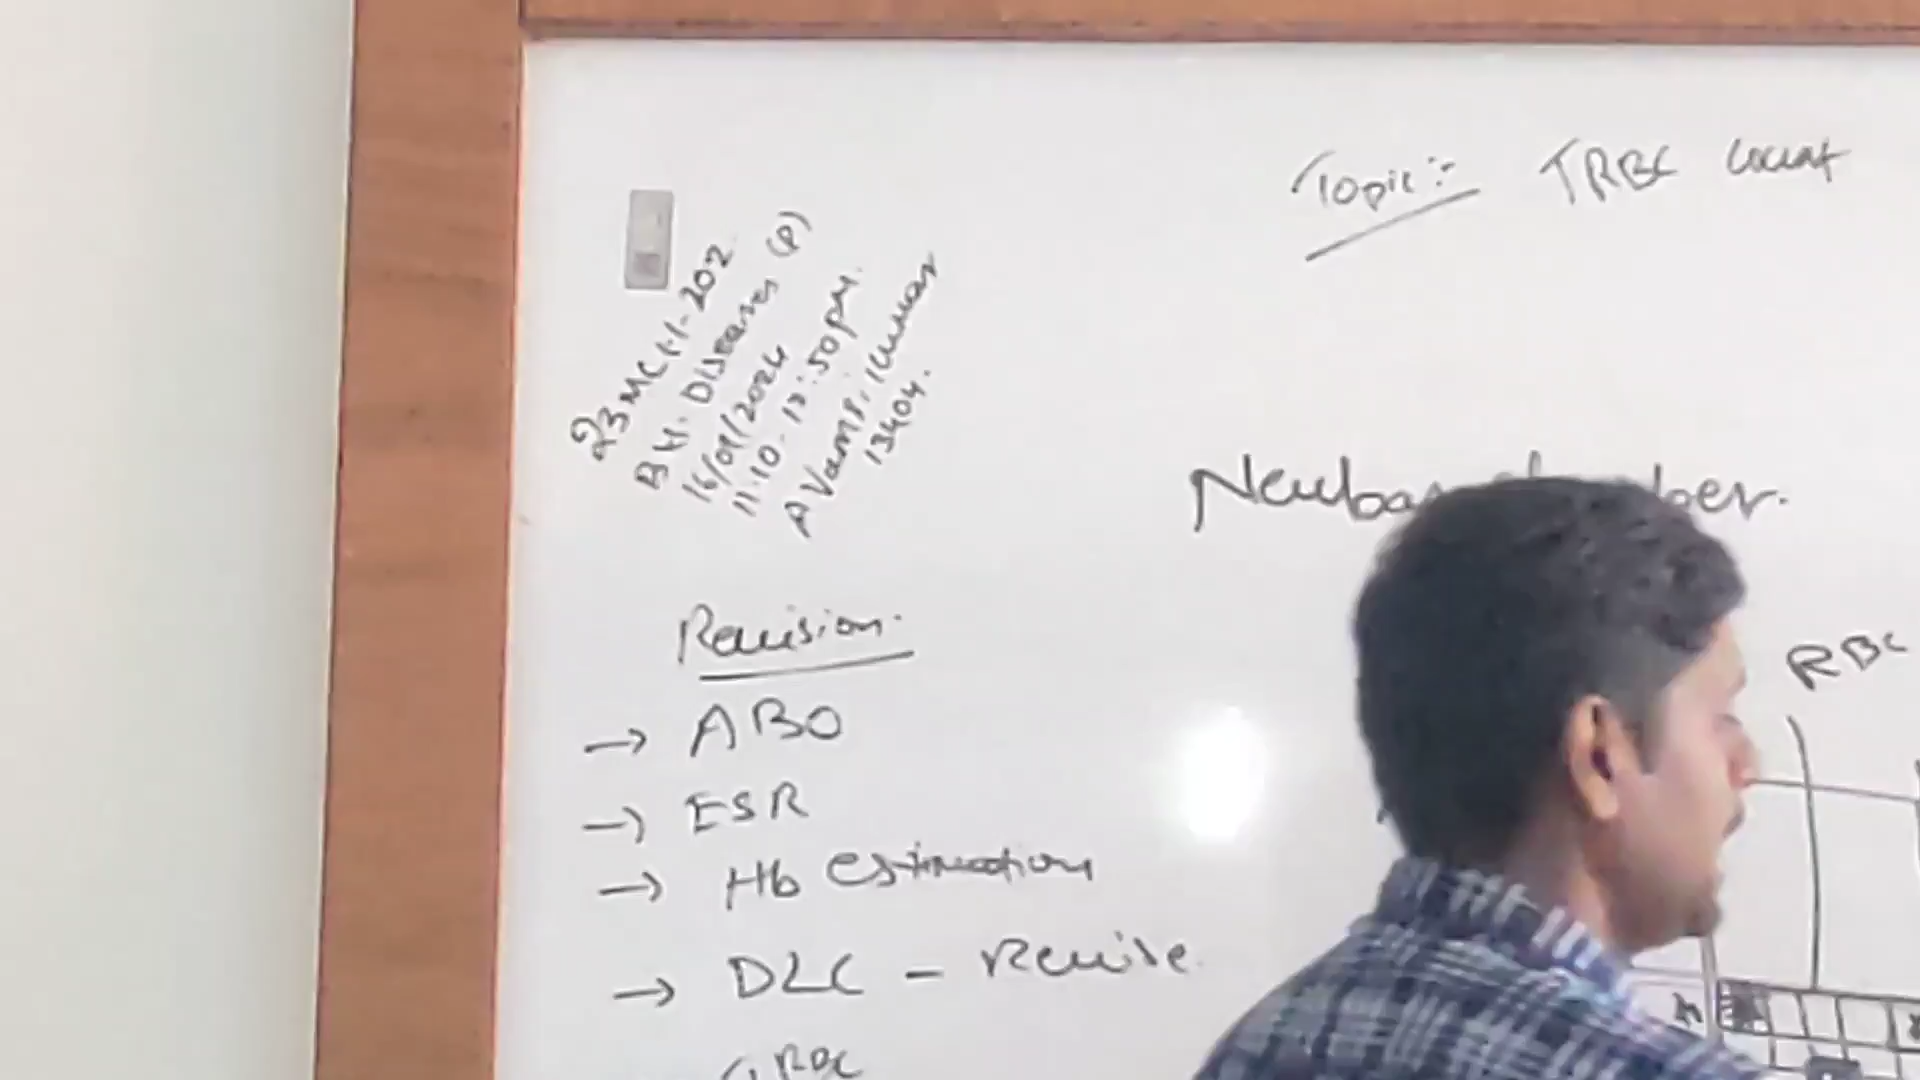 Topic :- TRBC count
23MCH-202
B H. Diseases (P)
16/09/2024
11:10 - 12:50pm.
A Vamsi Kumar
13404.
RBC
Revision.
→ ABO
→ ESR
→ Hb estimation
→ DLC - Revise.